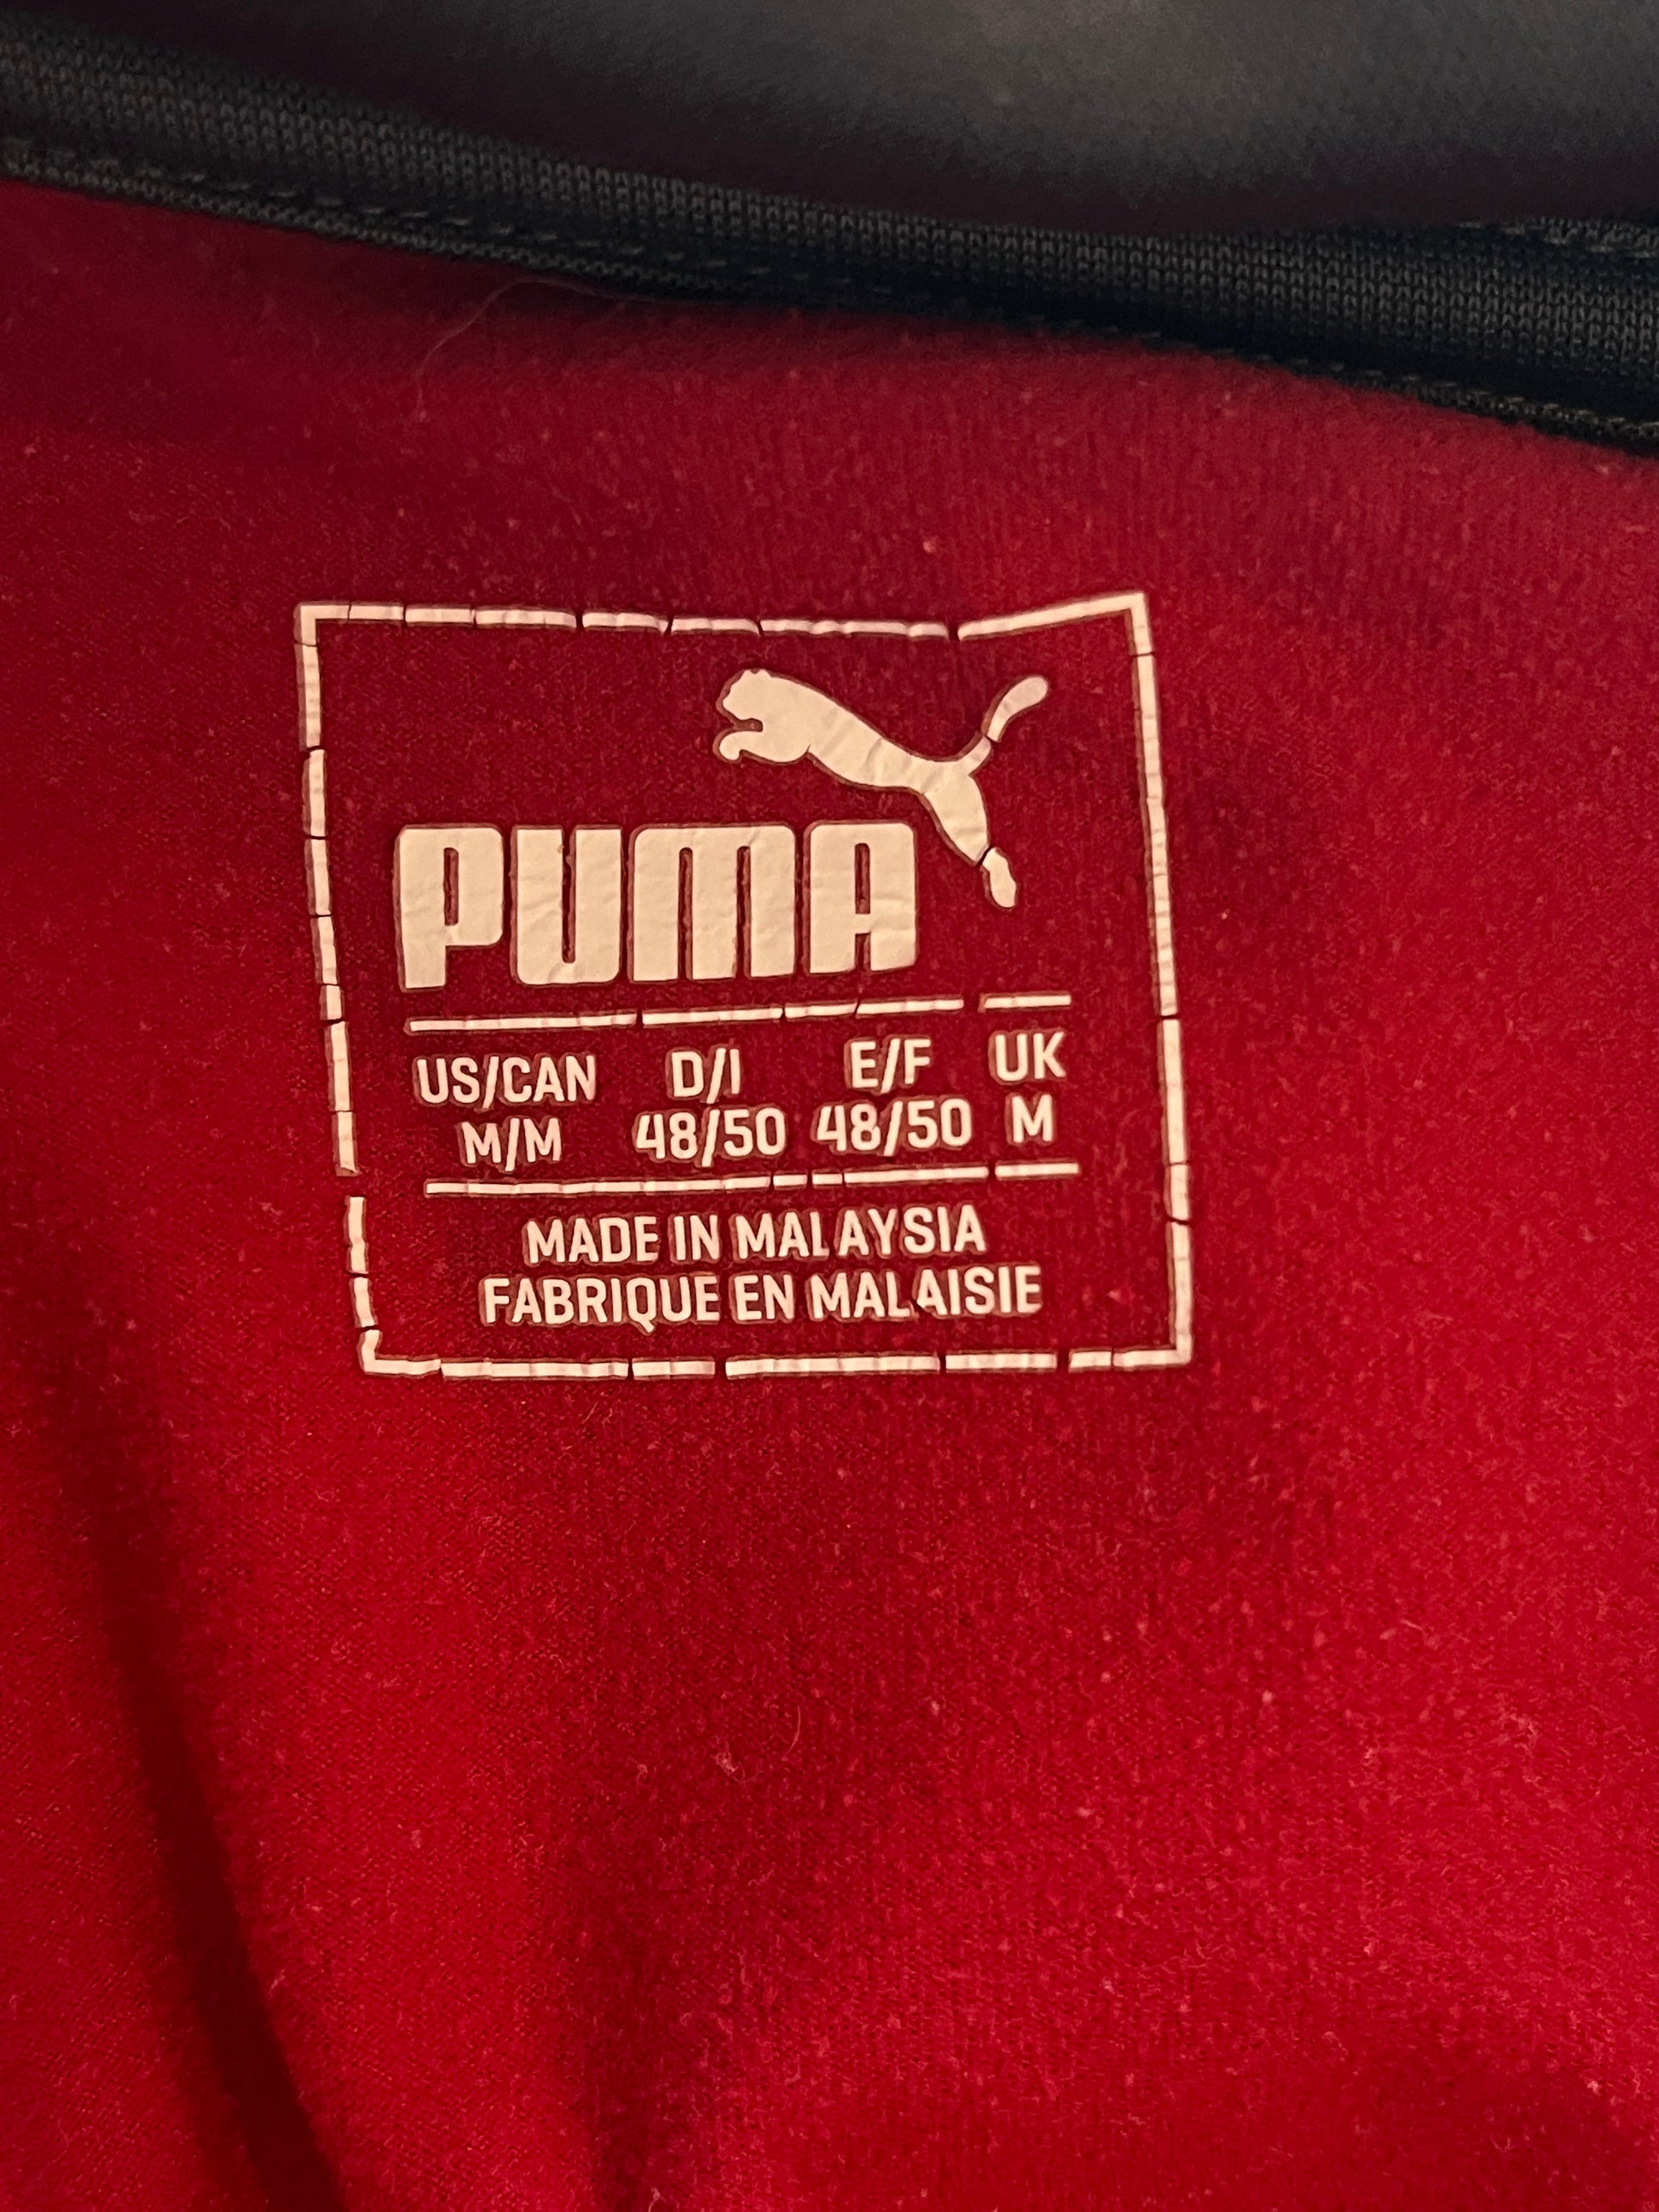 PUMA
US/CAN D/I E/F UK
M/M 48/50 48/50 M
MADE IN MALAYSIA
FABRIQUE EN MALAISIE